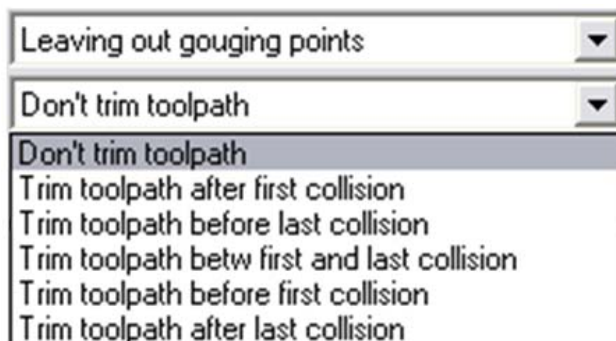 Leaving out gouging points
Don't trim toolpath
Don't trim toolpath
Trim toolpath after first collision
Trim toolpath before last collision
Trim toolpath betw first and last collision
Trim toolpath before first collision
Trim toolpath after last collision